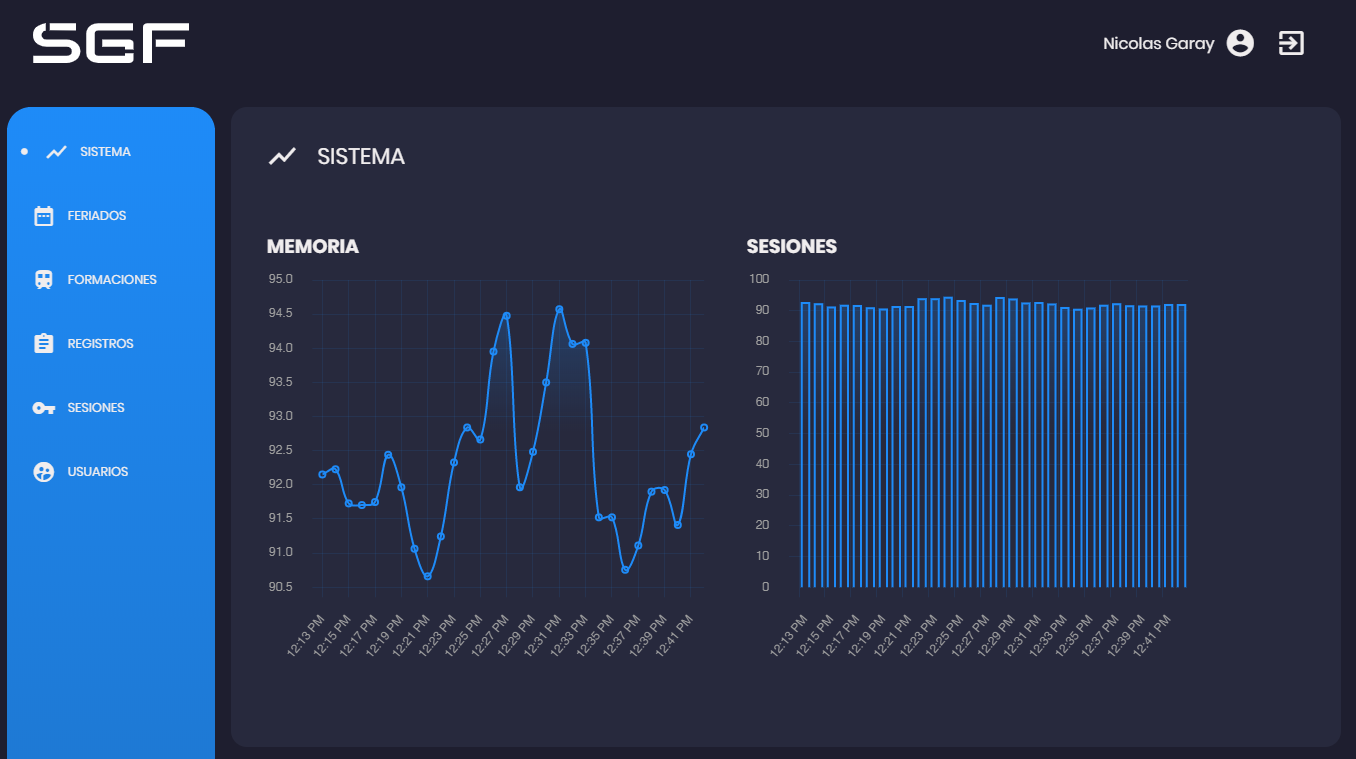 SGF
Nicolas Garay
SISTEMA
FERIADOS
FORMACIONES
REGISTROS
SESIONES
USUARIOS
SISTEMA
MEMORIA
95.0
94.5
94.0
93.5
93.0
92.5
92.0
91.5
91.0
90.5
12:13 PM
12:15 PM
12:17 PM
12:19 PM
12:21 PM
12:23 PM
12:25 PM
12:27 PM
12:29 PM
12:31 PM
12:33 PM
12:35 PM
12:37 PM
12:39 PM
12:41 PM
SESIONES
100
90
80
70
60
50
40
30
20
10
0
12:13 PM
12:15 PM
12:17 PM
12:19 PM
12:21 PM
12:23 PM
12:25 PM
12:27 PM
12:29 PM
12:31 PM
12:33 PM
12:35 PM
12:37 PM
12:39 PM
12:41 PM